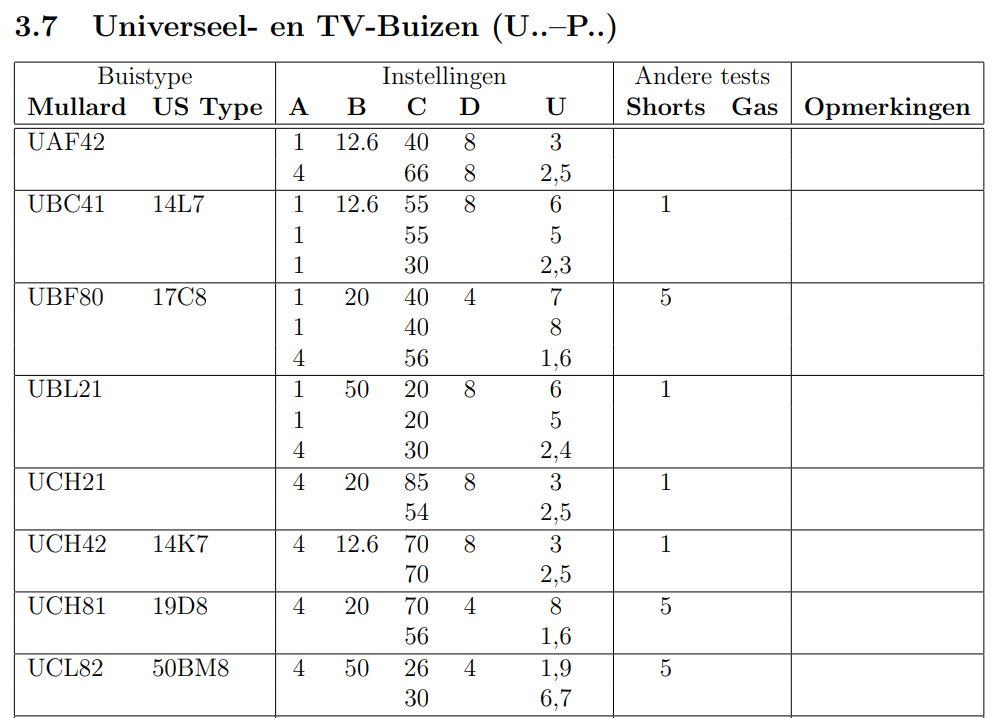 3.7 Universeel- en TV-Buizen (U..–P..)
Buistype Instellingen Andere tests
Mullard US Type A B C D U Shorts Gas Opmerkingen
UAF42 1 12.6 40 8 3
4 66 8 2,5
UBC41 14L7 1 12.6 55 8 6 1
1 55 5
1 30 2,3
UBF80 17C8 1 20 40 4 7 5
1 40 8
4 56 1,6
UBL21 1 50 20 8 6 1
1 20 5
4 30 2,4
UCH21 4 20 85 8 3 1
54 2,5
UCH42 14K7 4 12.6 70 8 3 1
70 2,5
UCH81 19D8 4 20 70 4 8 5
56 1,6
UCL82 50BM8 4 50 26 4 1,9 5
30 6,7